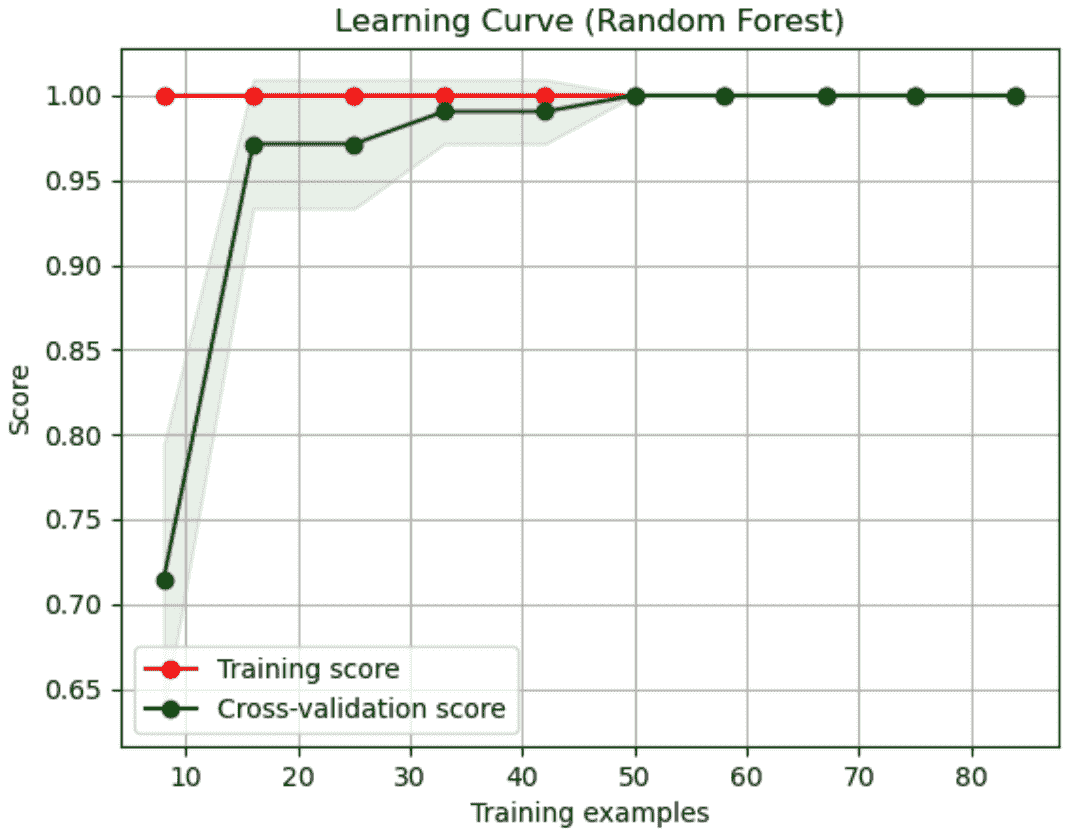 Learning Curve (Random Forest)
1.00
0.95
0.90
0.85
0.80
0.75
0.70
0.65
Score
Training score
Cross-validation score
10 20 30 40 50 60 70 80
Training examples